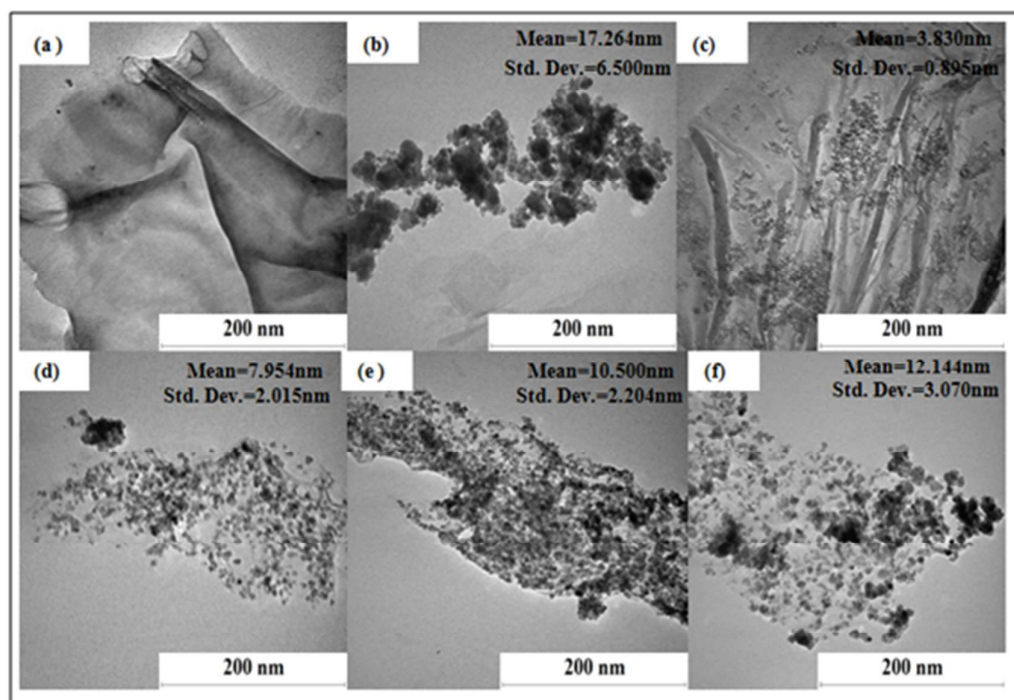 (a )
(b)
Mean=17.264nm
Std. Dev.=6.500nm
(c)
Mean=3.830nm
Std. Dev.=0.895nm
200 nm
200 nm
200 nm
(d)
Mean=7.954nm
Std. Dev.=2.015nm
(e)
Mean=10.500nm
Std. Dev.=2.204nm
(f)
Mean=12.144nm
Std. Dev.=3.070nm
200 nm
200 nm
200 nm